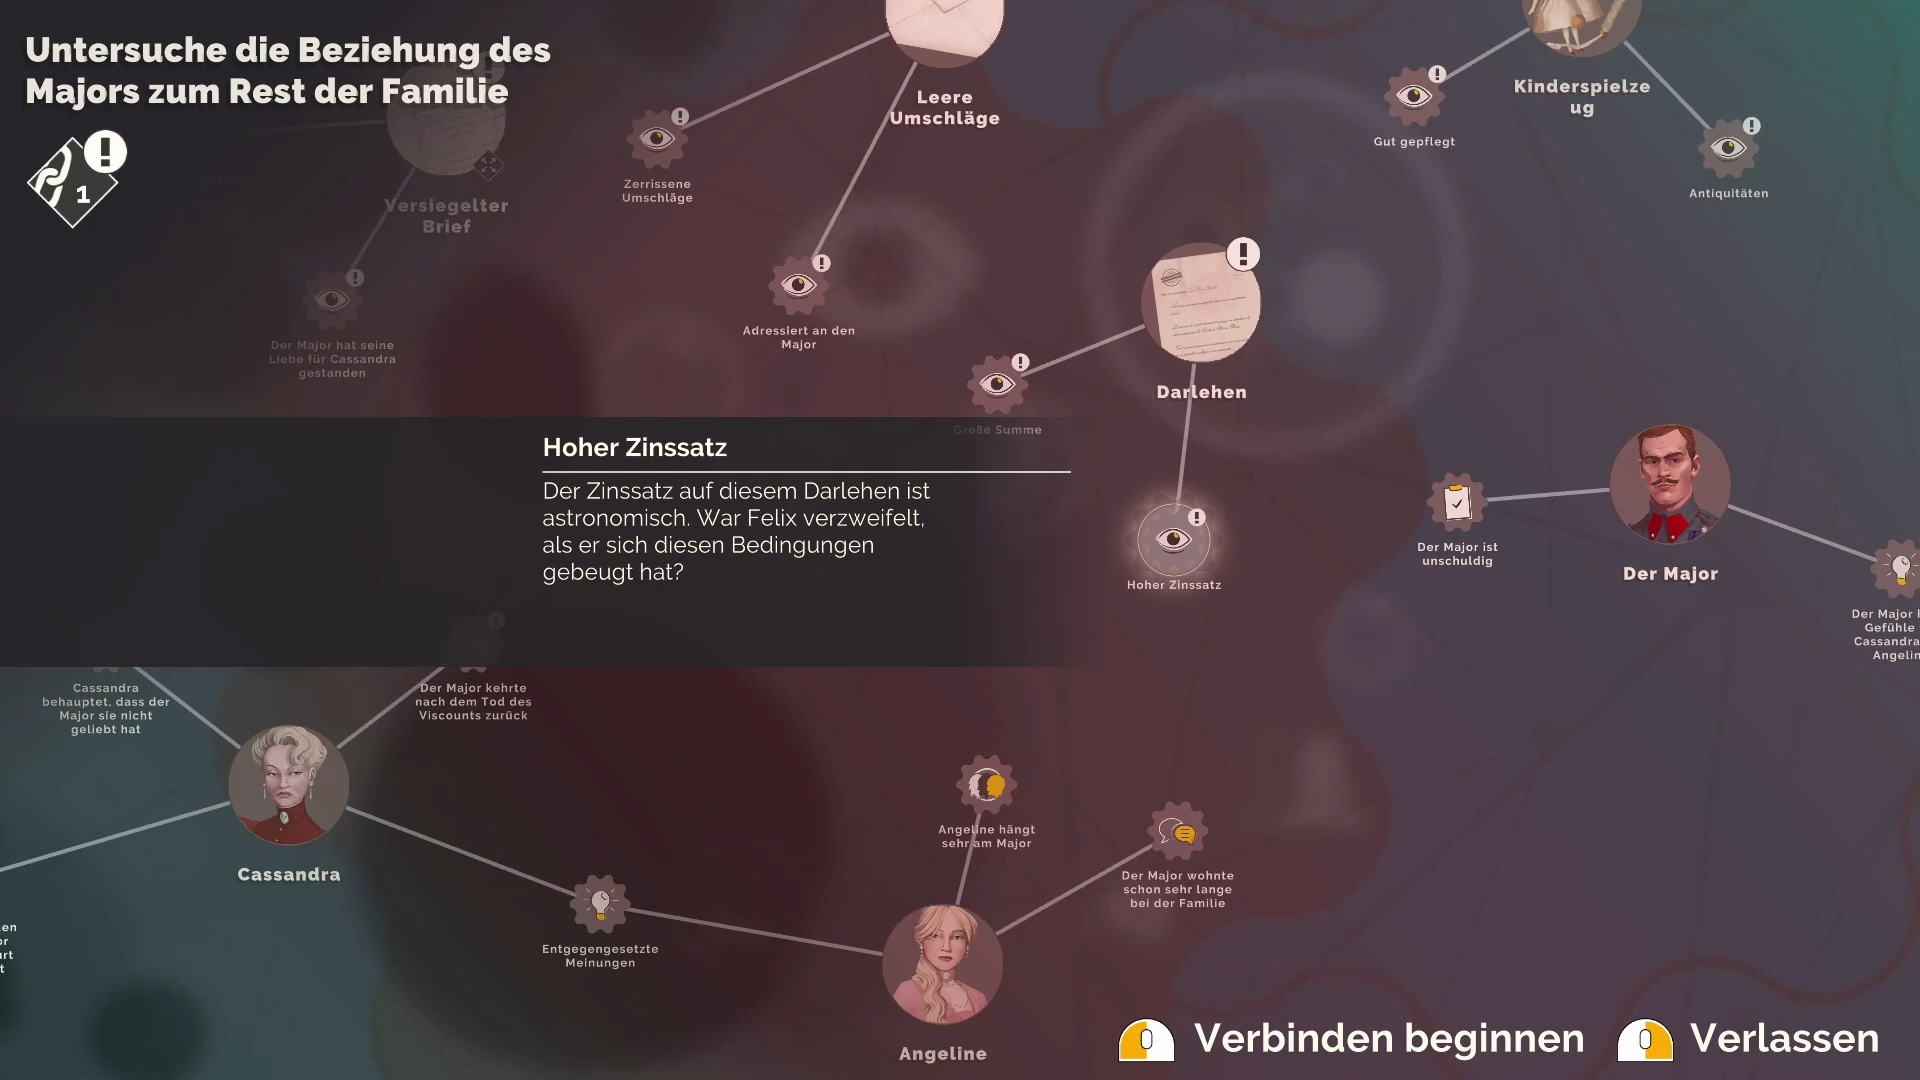 Untersuche die Beziehung des
Majors zum Rest der Familie
1
Versiegelter
Brief
Der Major hat seine
Liebe für Cassandra
gestanden
Leere
Umschläge
Zerrissene
Umschläge
Adressiert an den
Major
Kinderspielze
ug
Gut gepflegt
Antiquitäten
Darlehen
Große Summe
Hoher Zinssatz
Der Zinssatz auf diesem Darlehen ist
astronomisch. War Felix verzweifelt,
als er sich diesen Bedingungen
gebeugt hat?
Hoher Zinssatz
Der Major ist
unschuldig
Der Major
Der Major
Gefühle
Cassandra
Angelin
Cassandra
behauptet, dass der
Major sie nicht
geliebt hat
Der Major kehrte
nach dem Tod des
Viscounts zurück
Cassandra
Entgegengesetzte
Meinungen
Angeline hängt
sehr am Major
Der Major wohnte
schon sehr lange
bei der Familie
Angeline
Verbinden beginnen
Verlassen